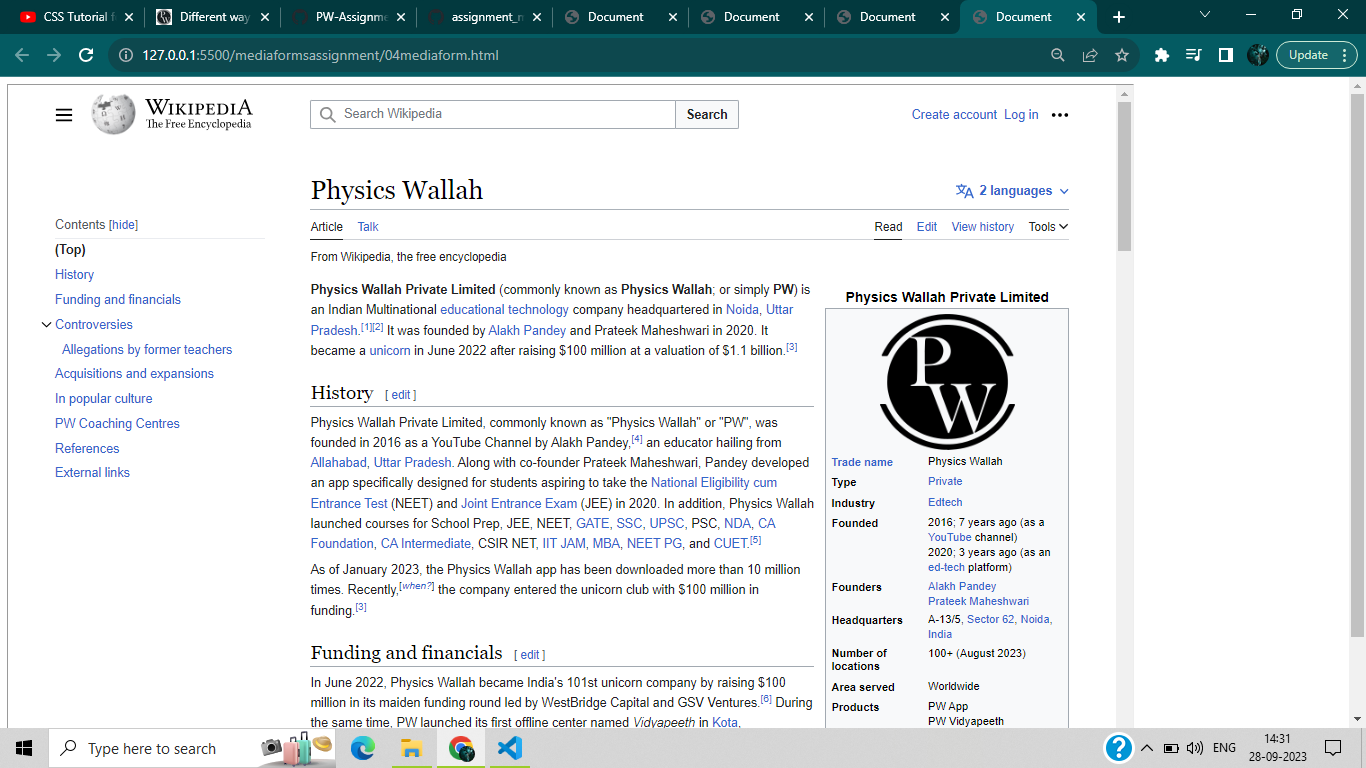 CSS Tutorial f
Different way
PW-Assignme
assignment_n
Document
Document
Document
Document
127.0.0.1:5500/mediaformsassignment/04mediaform.html
Update
WIKIPEDIA
The Free Encyclopedia
Search Wikipedia
Search
Create account Log in
Physics Wallah
2 languages
Contents [hide]
(Top)
History
Funding and financials
Controversies
Allegations by former teachers
Acquisitions and expansions
In popular culture
PW Coaching Centres
References
External links
Article Talk
Read Edit View history Tools
From Wikipedia, the free encyclopedia
Physics Wallah Private Limited (commonly known as Physics Wallah; or simply PW) is
an Indian Multinational educational technology company headquartered in Noida, Uttar
Pradesh.[1][2] It was founded by Alakh Pandey and Prateek Maheshwari in 2020. It
became a unicorn in June 2022 after raising $100 million at a valuation of $1.1 billion.[3]
History [ edit ]
Physics Wallah Private Limited, commonly known as "Physics Wallah" or "PW", was
founded in 2016 as a YouTube Channel by Alakh Pandey,[4] an educator hailing from
Allahabad, Uttar Pradesh. Along with co-founder Prateek Maheshwari, Pandey developed
an app specifically designed for students aspiring to take the National Eligibility cum
Entrance Test (NEET) and Joint Entrance Exam (JEE) in 2020. In addition, Physics Wallah
launched courses for School Prep, JEE, NEET, GATE, SSC, UPSC, PSC, NDA, CA
Foundation, CA Intermediate, CSIR NET, IIT JAM, MBA, NEET PG, and CUET.[5]
As of January 2023, the Physics Wallah app has been downloaded more than 10 million
times. Recently,[when?] the company entered the unicorn club with $100 million in
funding.[3]
Funding and financials [ edit ]
In June 2022, Physics Wallah became India's 101st unicorn company by raising $100
million in its maiden funding round led by WestBridge Capital and GSV Ventures.[6] During
the same time, PW launched its first offline center named Vidyapeeth in Kota,
Physics Wallah Private Limited
P
W
Trade name Physics Wallah
Type Private
Industry Edtech
Founded 2016; 7 years ago (as a
YouTube channel)
2020; 3 years ago (as an
ed-tech platform)
Founders Alakh Pandey
Prateek Maheshwari
Headquarters A-13/5, Sector 62, Noida,
India
Number of 100+ (August 2023)
locations
Area served Worldwide
Products PW App
PW Vidyapeeth
Type here to search
ENG
14:31
28-09-2023